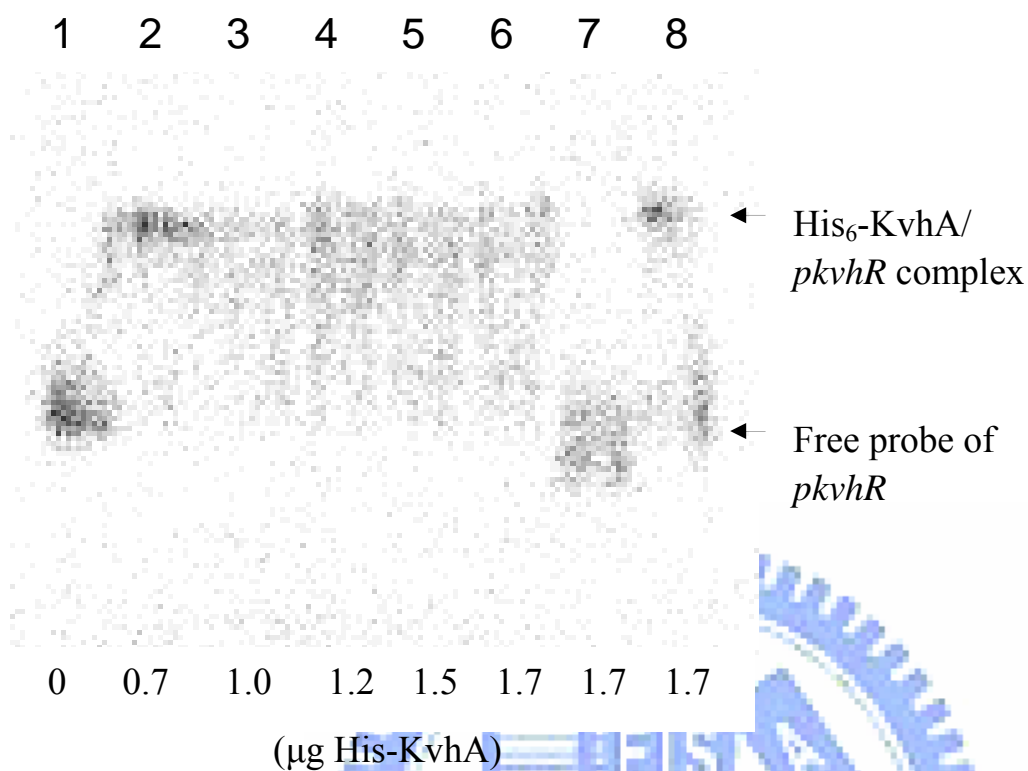 1 2 3 4 5 6 7 8
His₆-KvhA/
pkvhR complex
Free probe of
pkvhR
0 0.7 1.0 1.2 1.5 1.7 1.7 1.7
(μg His-KvhA)